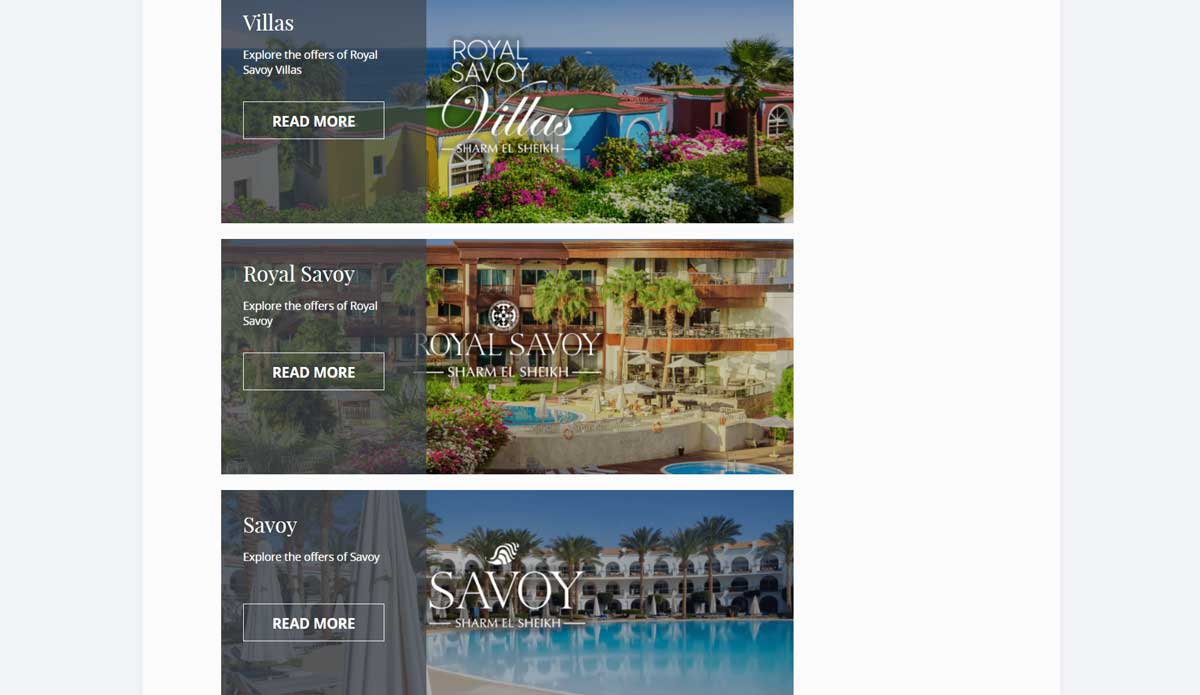 Villas
Explore the offers of Royal
Savoy Villas
READ MORE
ROYAL
SAVOY
Villas
SHARM EL SHEIKH
Royal Savoy
Explore the offers of Royal
Savoy
READ MORE
ROYAL SAVOY
SHARM EL SHEIKH
Savoy
Explore the offers of Savoy
READ MORE
SAVOY
SHARM EL SHEIKH